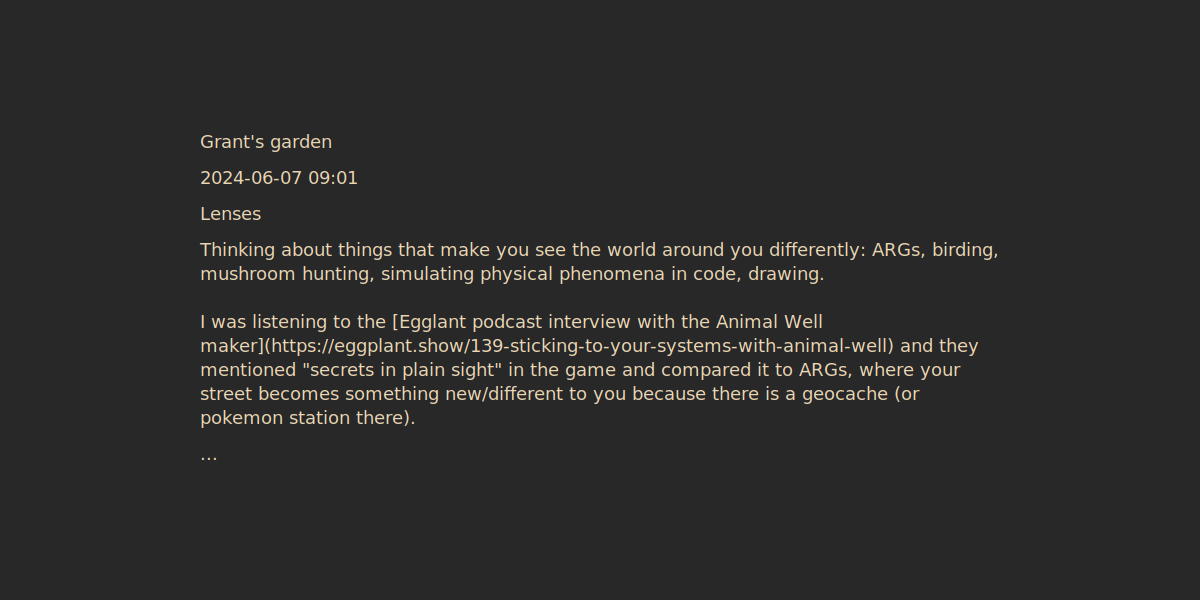 Grant's garden
2024-06-07 09:01
Lenses
Thinking about things that make you see the world around you differently: ARGs, birding,
mushroom hunting, simulating physical phenomena in code, drawing.
I was listening to the [Egglant podcast interview with the Animal Well
maker](https://eggplant.show/139-sticking-to-your-systems-with-animal-well) and they
mentioned "secrets in plain sight" in the game and compared it to ARGs, where your
street becomes something new/different to you because there is a geocache (or
pokemon station there).
...